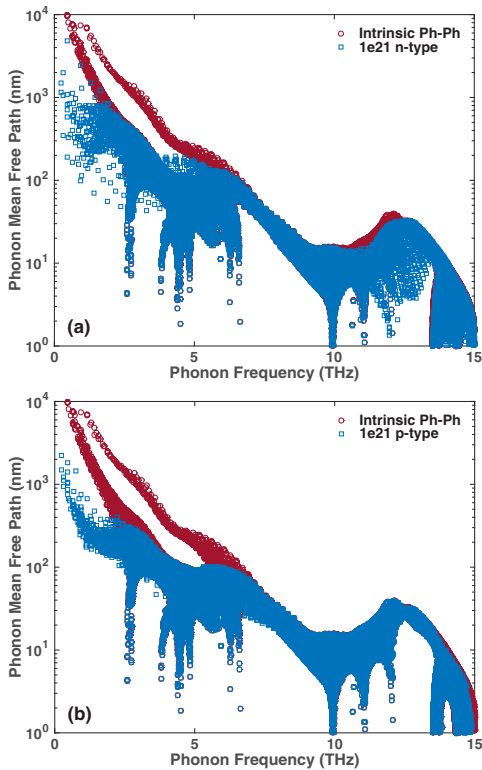 10^4
Intrinsic Ph-Ph
1e21 n-type
10^3
Phonon Mean Free Path (nm)
10^2
10^1
(a)
10^0
0 5 10 15
Phonon Frequency (THz)
10^4
Intrinsic Ph-Ph
1e21 p-type
10^3
Phonon Mean Free Path (nm)
10^2
10^1
(b)
10^0
0 5 10 15
Phonon Frequency (THz)